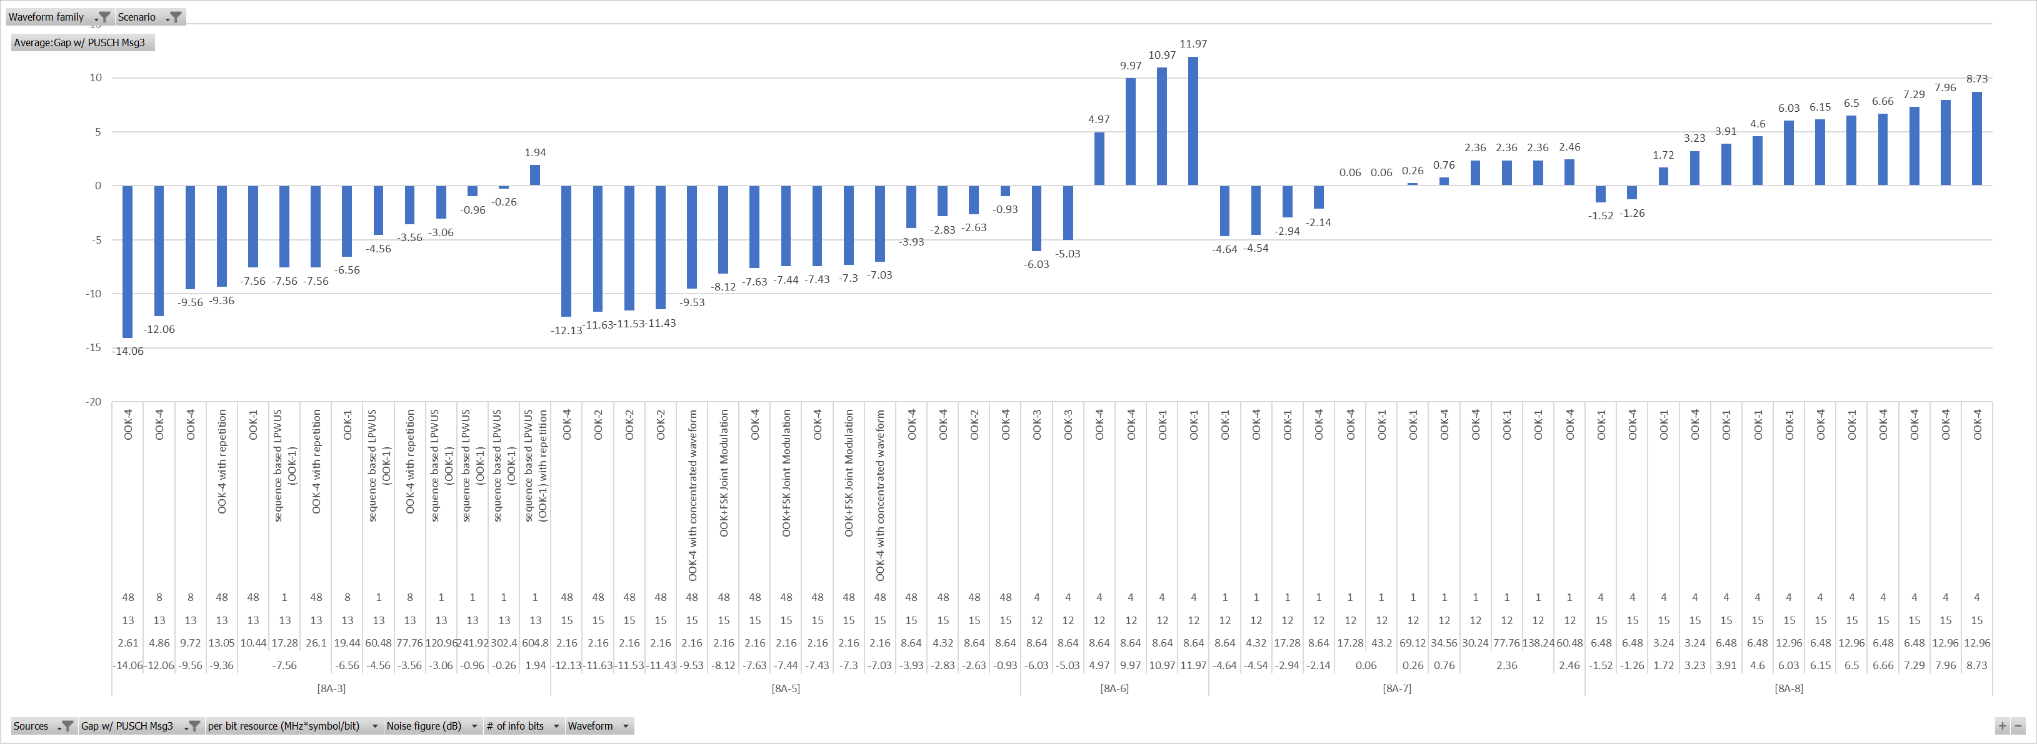 Waveform family Scenario
Average:Gap w/ PUSCH Msg3
15
10
5
0
-5
-10
-15
-20
-14.06 -12.06 -9.56 -9.36 -7.56 -7.56 -7.56 -6.56 -4.56 -3.56 -3.06 -0.96 -0.26 1.94
-12.13 -11.63 -11.53 -11.43 -9.53 -8.12 -7.63 -7.44 -7.43 -7.3 -7.03 -3.93 -2.83 -2.63 -0.93
-6.03 -5.03 4.97 9.97 10.97 11.97
-4.64 -4.54 -2.94 -2.14 0.06 0.06 0.26 0.76 2.36 2.36 2.36 2.46
-1.52 -1.26 1.72 3.23 3.91 4.6 6.03 6.15 6.5 6.66 7.29 7.96 8.73
OOK-4
OOK-4
OOK-4
OOK-4 with repetition
OOK-1
sequence based LPWUS
(OOK-1)
OOK-4 with repetition
OOK-1
sequence based LPWUS
(OOK-1)
OOK-4 with repetition
sequence based LPWUS
(OOK-1)
sequence based LPWUS
(OOK-1)
sequence based LPWUS
(OOK-1)
sequence based LPWUS
(OOK-1) with repetition
OOK-4
OOK-2
OOK-2
OOK-2
OOK-4 with concentrated waveform
OOK+FSK Joint Modulation
OOK-4
OOK+FSK Joint Modulation
OOK-4
OOK+FSK Joint Modulation
OOK-4 with concentrated waveform
OOK-4
OOK-4
OOK-2
OOK-4
OOK-3
OOK-3
OOK-4
OOK-4
OOK-1
OOK-1
OOK-1
OOK-4
OOK-1
OOK-4
OOK-1
OOK-1
OOK-1
OOK-4
OOK-4
OOK-1
OOK-1
OOK-4
OOK-1
OOK-4
OOK-1
OOK-4
OOK-1
OOK-1
OOK-1
OOK-4
OOK-1
OOK-4
OOK-4
OOK-4
OOK-4
48 8 8 48 48 1 48 8 1 8 1 1 1 1 48 48 48 48 48 48 48 48 48 48 48 48 48 48 48 4 4 4 4 4 4 1 1 1 1 1 1 1 1 1 1 1 1 4 4 4 4 4 4 4 4 4 4 4 4 4
13 13 13 13 13 13 13 13 13 13 13 13 13 13 15 15 15 15 15 15 15 15 15 15 15 15 15 15 15 12 12 12 12 12 12 12 12 12 12 12 12 12 12 12 12 12 12 15 15 15 15 15 15 15 15 15 15 15 15 15
2.61 4.86 9.72 13.05 10.44 17.28 26.1 19.44 60.48 77.76 120.96 241.92 302.4 604.8 2.16 2.16 2.16 2.16 2.16 2.16 2.16 2.16 2.16 2.16 2.16 8.64 4.32 8.64 8.64 8.64 8.64 8.64 8.64 8.64 8.64 8.64 4.32 17.28 8.64 17.28 43.2 69.12 34.56 30.24 77.76 138.24 60.48 6.48 6.48 3.24 3.24 6.48 6.48 12.96 6.48 12.96 6.48 6.48 12.96 12.96
-14.06 -12.06 -9.56 -9.36 -7.56 -6.56 -4.56 -3.56 -3.06 -0.96 -0.26 1.94 -12.13 -11.63 -11.53 -11.43 -9.53 -8.12 -7.63 -7.44 -7.43 -7.3 -7.03 -3.93 -2.83 -2.63 -0.93 -6.03 -5.03 4.97 9.97 10.97 11.97 -4.64 -4.54 -2.94 -2.14 0.06 0.26 0.76 2.36 2.46 -1.52 -1.26 1.72 3.23 3.91 4.6 6.03 6.15 6.5 6.66 7.29 7.96 8.73
[8A-3] [8A-5] [8A-6] [8A-7] [8A-8]
Sources Gap w/ PUSCH Msg3 per bit resource (MHz*symbol/bit) Noise figure (dB) # of info bits Waveform + −